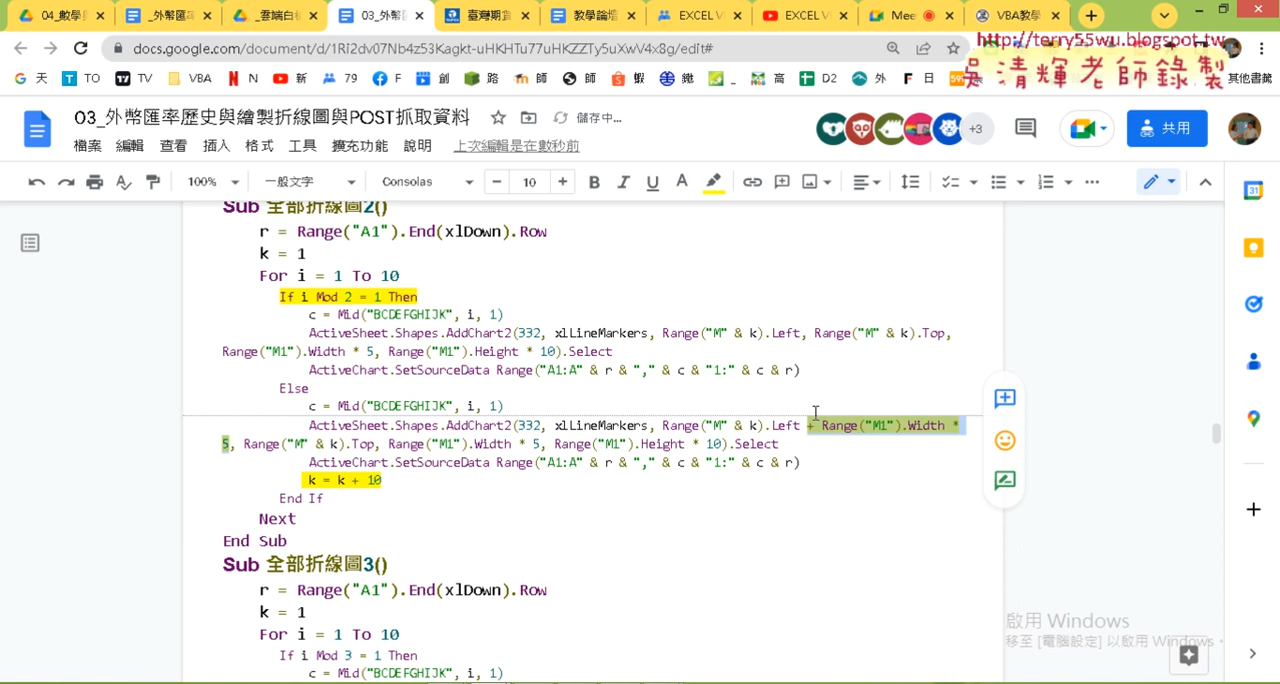 04_數學
_外幣匯率
_雲端白板
03_外幣
臺灣期貨
教學論壇
EXCEL V
EXCEL V
Mee
VBA教學
docs.google.com/document/d/1Ri2dv07Nb4z53Kagkt-uHKHTu77uHKZZTy5uXwV4x8g/edit#
http://terry55wu.blogspot.tw
吳清輝老師錄製
天 TO TV VBA N 新 79 F 創 路 師 師 蝦 _ 高 D2 外 日 其他書籤
03_外幣匯率歷史與繪製折線圖與POST抓取資料
儲存中...
+3
共用
檔案 編輯 查看 插入 格式 工具 擴充功能 說明 上次編輯是在數秒前
100% 一般文字 Consolas 10
Sub 全部折線圖2()
r = Range("A1").End(xlDown).Row
k = 1
For i = 1 To 10
If i Mod 2 = 1 Then
c = Mid("BCDEFGHIJK", i, 1)
ActiveSheet.Shapes.AddChart2(332, xlLineMarkers, Range("M" & k).Left, Range("M" & k).Top,
Range("M1").Width * 5, Range("M1").Height * 10).Select
ActiveChart.SetSourceData Range("A1:A" & r & "," & c & "1:" & c & r)
Else
c = Mid("BCDEFGHIJK", i, 1)
ActiveSheet.Shapes.AddChart2(332, xlLineMarkers, Range("M" & k).Left + Range("M1").Width *
5, Range("M" & k).Top, Range("M1").Width * 5, Range("M1").Height * 10).Select
ActiveChart.SetSourceData Range("A1:A" & r & "," & c & "1:" & c & r)
k = k + 10
End If
Next
End Sub
Sub 全部折線圖3()
r = Range("A1").End(xlDown).Row
k = 1
For i = 1 To 10
If i Mod 3 = 1 Then
c = Mid("BCDEFGHIJK", i, 1)
啟用 Windows
移至 [電腦設定] 以啟用 Windows。